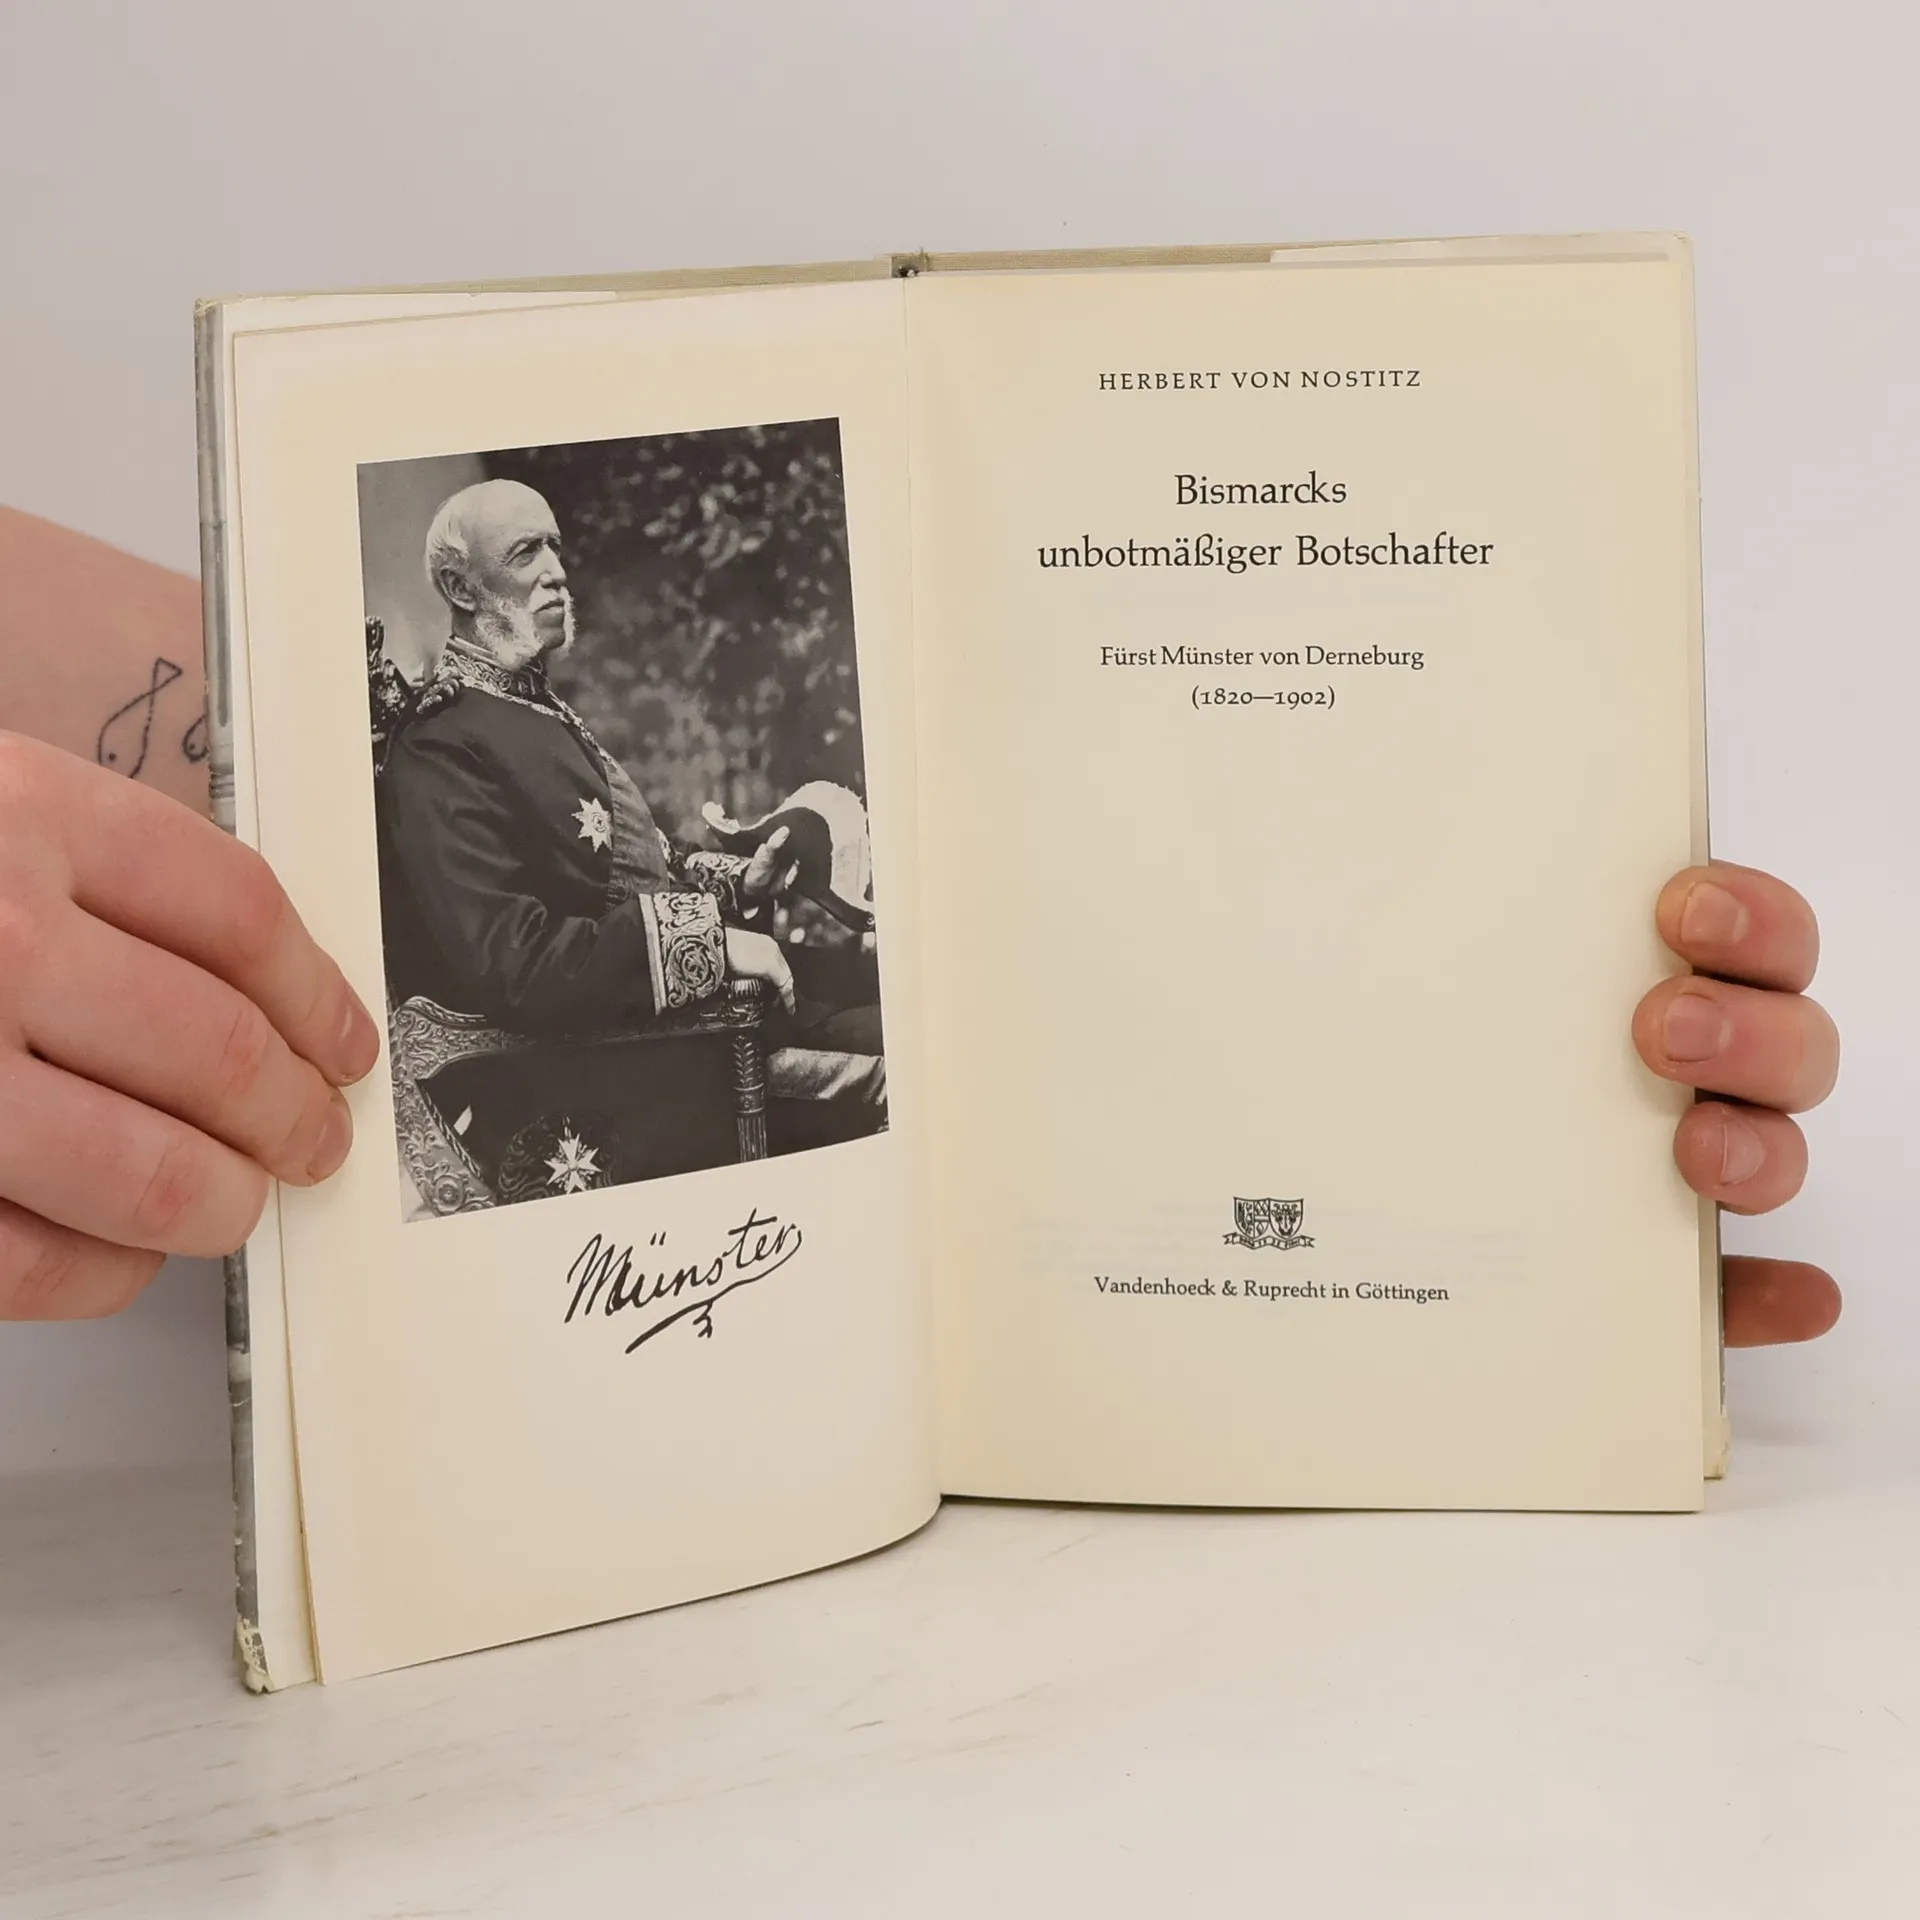 Münster
HERBERT VON NOSTITZ
Bismarcks
unbotmäßiger Botschafter
Fürst Münster von Derneburg
(1820—1902)
Vandenhoeck & Ruprecht in Göttingen